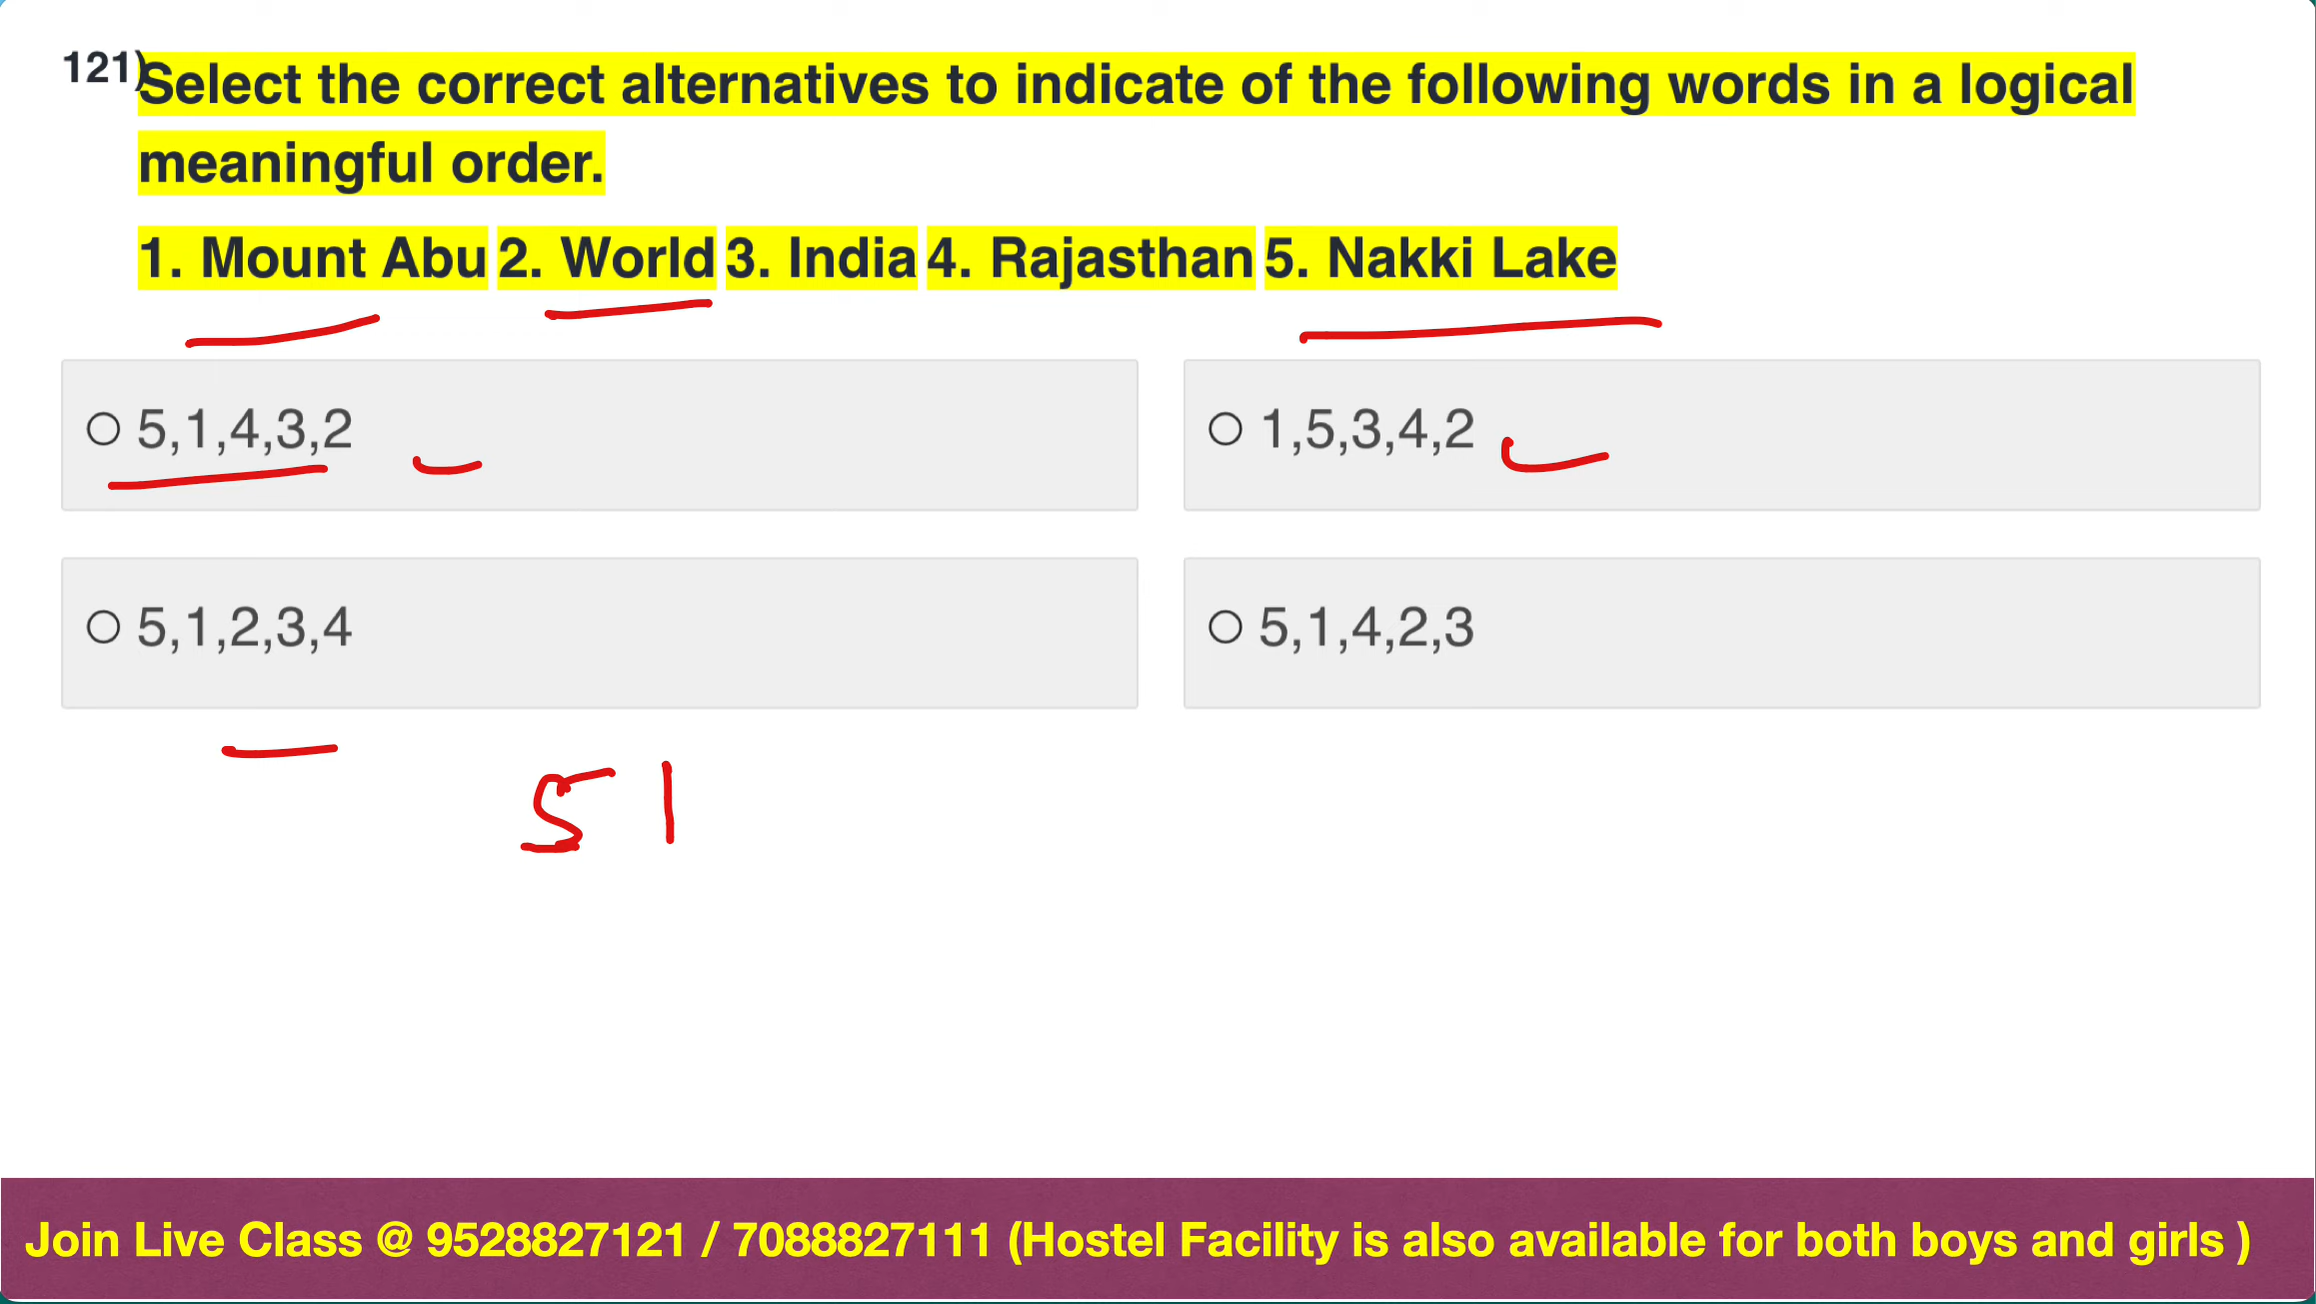 121) Select the correct alternatives to indicate of the following words in a logical
meaningful order.
1. Mount Abu 2. World 3. India 4. Rajasthan 5. Nakki Lake
5,1,4,3,2
1,5,3,4,2
5,1,2,3,4
5,1,4,2,3
5 1
Join Live Class @ 9528827121 / 7088827111 (Hostel Facility is also available for both boys and girls )